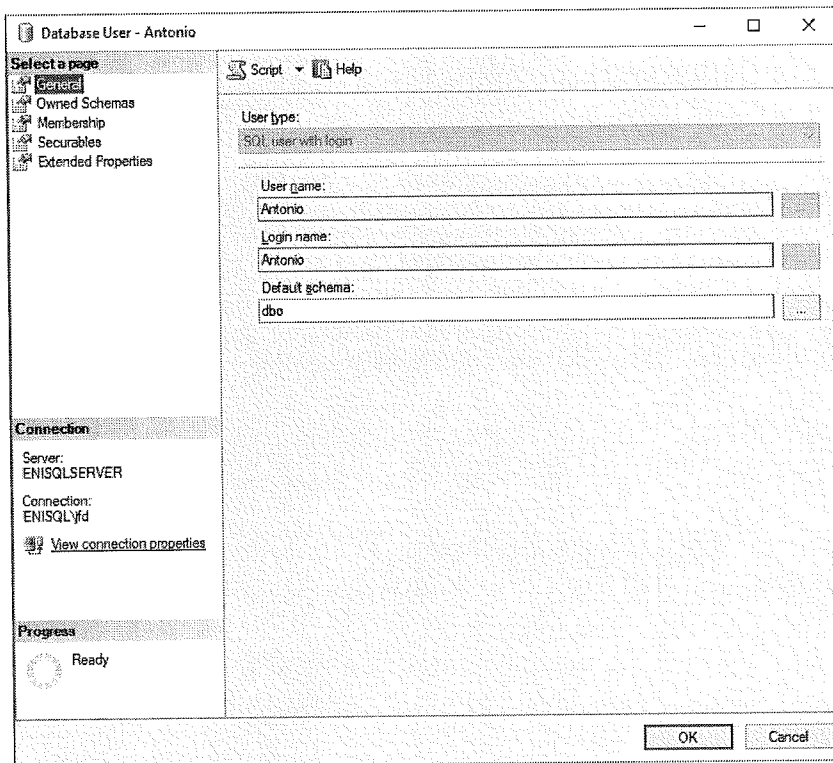 Database User - Antonio
Select a page
General
Owned Schemas
Membership
Securables
Extended Properties
Script Help
User type:
SQL user with login
User name:
Antonio
...
Login name:
Antonio
...
Default schema:
dbo
...
Connection
Server:
ENISQLSERVER
Connection:
ENISQL\jfd
View connection properties
Progress
Ready
OK Cancel